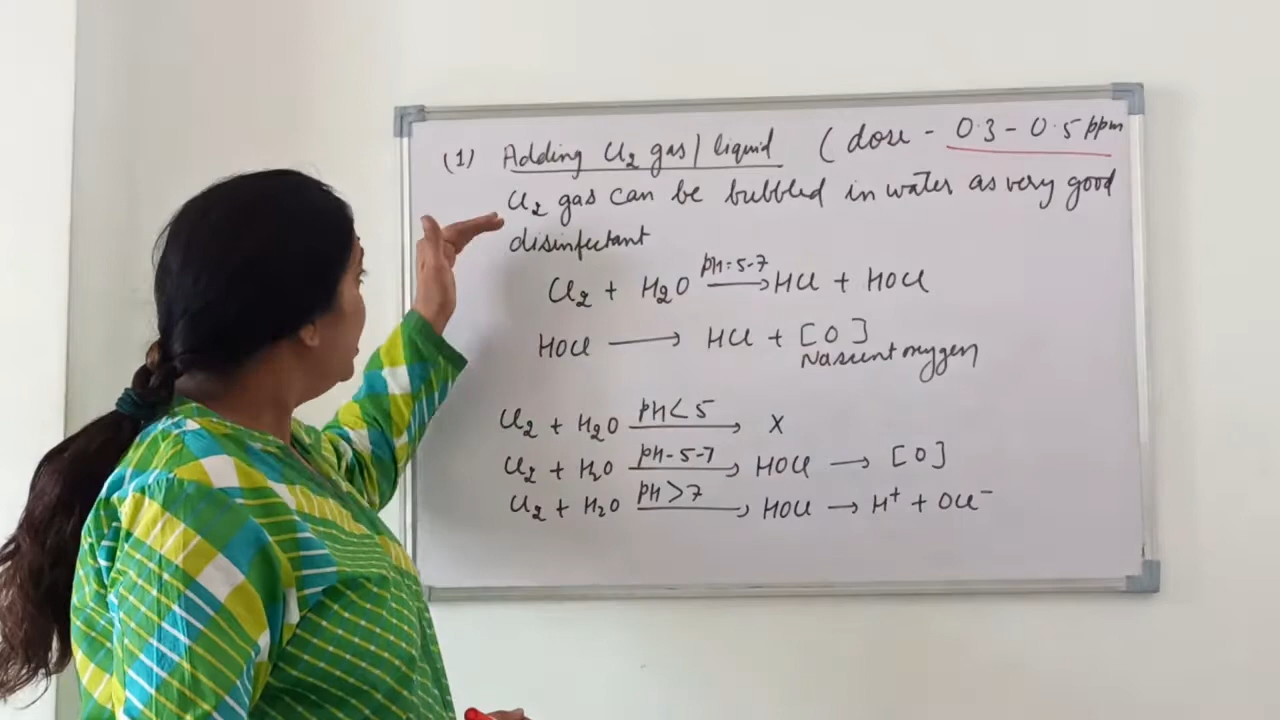 (1) Adding Cl2 gas/liquid (dose - 0.3 - 0.5 ppm
Cl2 gas can be bubbled in water as very good
disinfectant
Cl2 + H2O pH=5-7 → HCl + HOCl
HOCl → HCl + [O]
Nascent oxygen
Cl2 + H2O pH<5 → X
Cl2 + H2O pH-5-7 → HOCl → [O]
Cl2 + H2O pH>7 → HOCl → H+ + OCl-